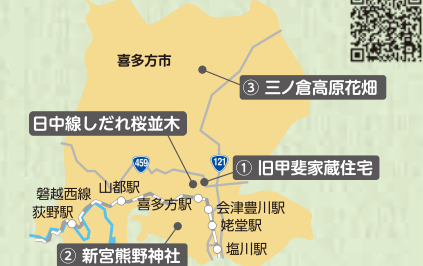 喜多方市
③ 三ノ倉高原花畑
日中線しだれ桜並木
459
121
① 旧甲斐家蔵住宅
磐越西線
山都駅
荻野駅
喜多方駅
会津豊川駅
姥堂駅
塩川駅
② 新宮熊野神社